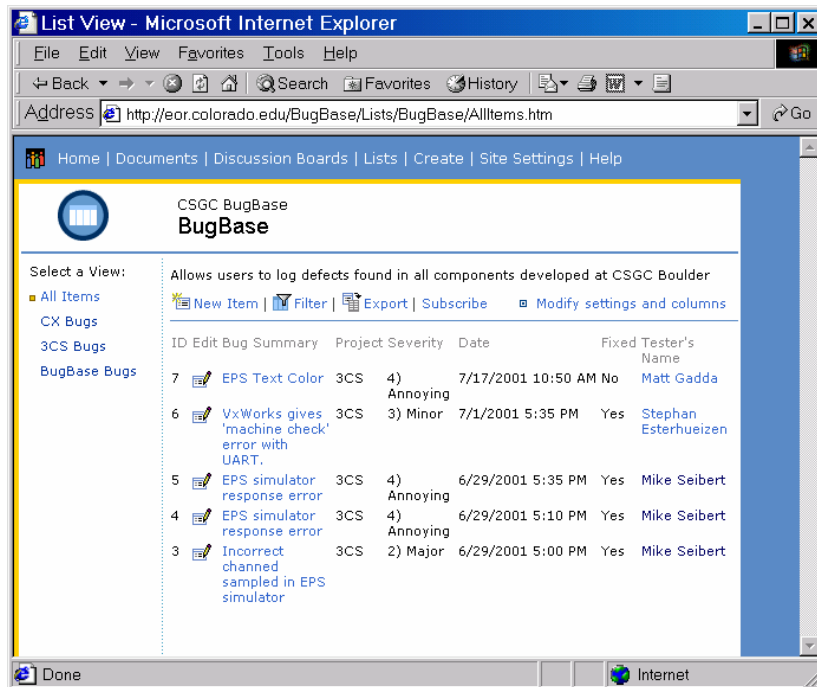 List View - Microsoft Internet Explorer
File Edit View Favorites Tools Help
Back Search Favorites History
Address http://eor.colorado.edu/BugBase/Lists/BugBase/AllItems.htm Go
Home | Documents | Discussion Boards | Lists | Create | Site Settings | Help
CSGC BugBase
BugBase
Select a View:
All Items
CX Bugs
3CS Bugs
BugBase Bugs
Allows users to log defects found in all components developed at CSGC Boulder
New Item | Filter | Export | Subscribe Modify settings and columns
ID Edit Bug Summary Project Severity Date Fixed Tester's
Name
7 EPS Text Color 3CS 4) 7/17/2001 10:50 AM No Matt Gadda
Annoying
6 VxWorks gives 3CS 3) Minor 7/1/2001 5:35 PM Yes Stephan
'machine check' Esterhueizen
error with
UART.
5 EPS simulator 3CS 4) 6/29/2001 5:35 PM Yes Mike Seibert
response error Annoying
4 EPS simulator 3CS 4) 6/29/2001 5:10 PM Yes Mike Seibert
response error Annoying
3 Incorrect 3CS 2) Major 6/29/2001 5:00 PM Yes Mike Seibert
channed
sampled in EPS
simulator
Done Internet